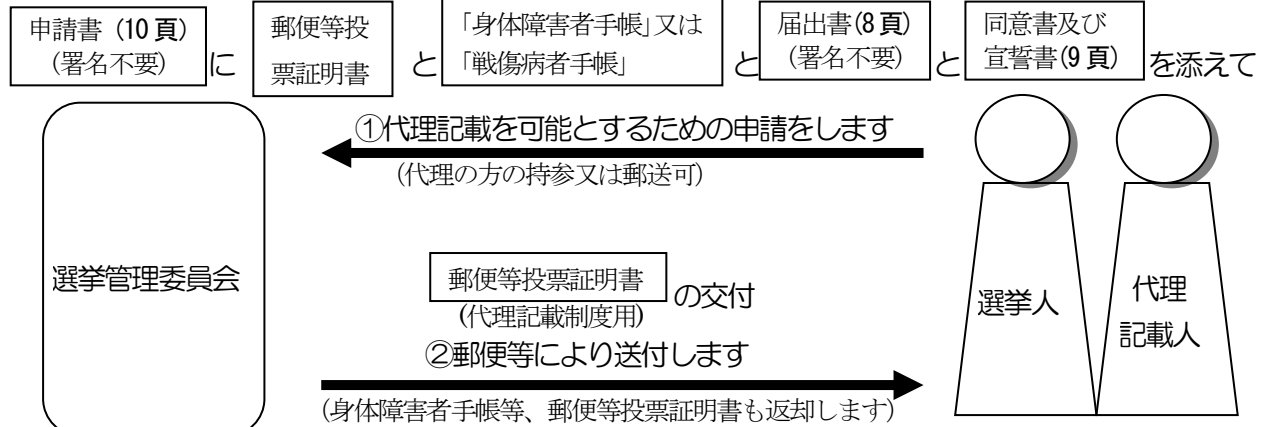 申請書（10 頁）
（署名不要）
に
郵便等投
票証明書
と
「身体障害者手帳」又は
「戦傷病者手帳」
と
届出書(8 頁)
（署名不要）
と
同意書及び
宣誓書(9 頁)
を添えて
①代理記載を可能とするための申請をします
（代理の方の持参又は郵送可）
選挙管理委員会
郵便等投票証明書
（代理記載制度用）
の交付
選挙人
代理
記載人
②郵便等により送付します
（身体障害者手帳等、郵便等投票証明書も返却します）